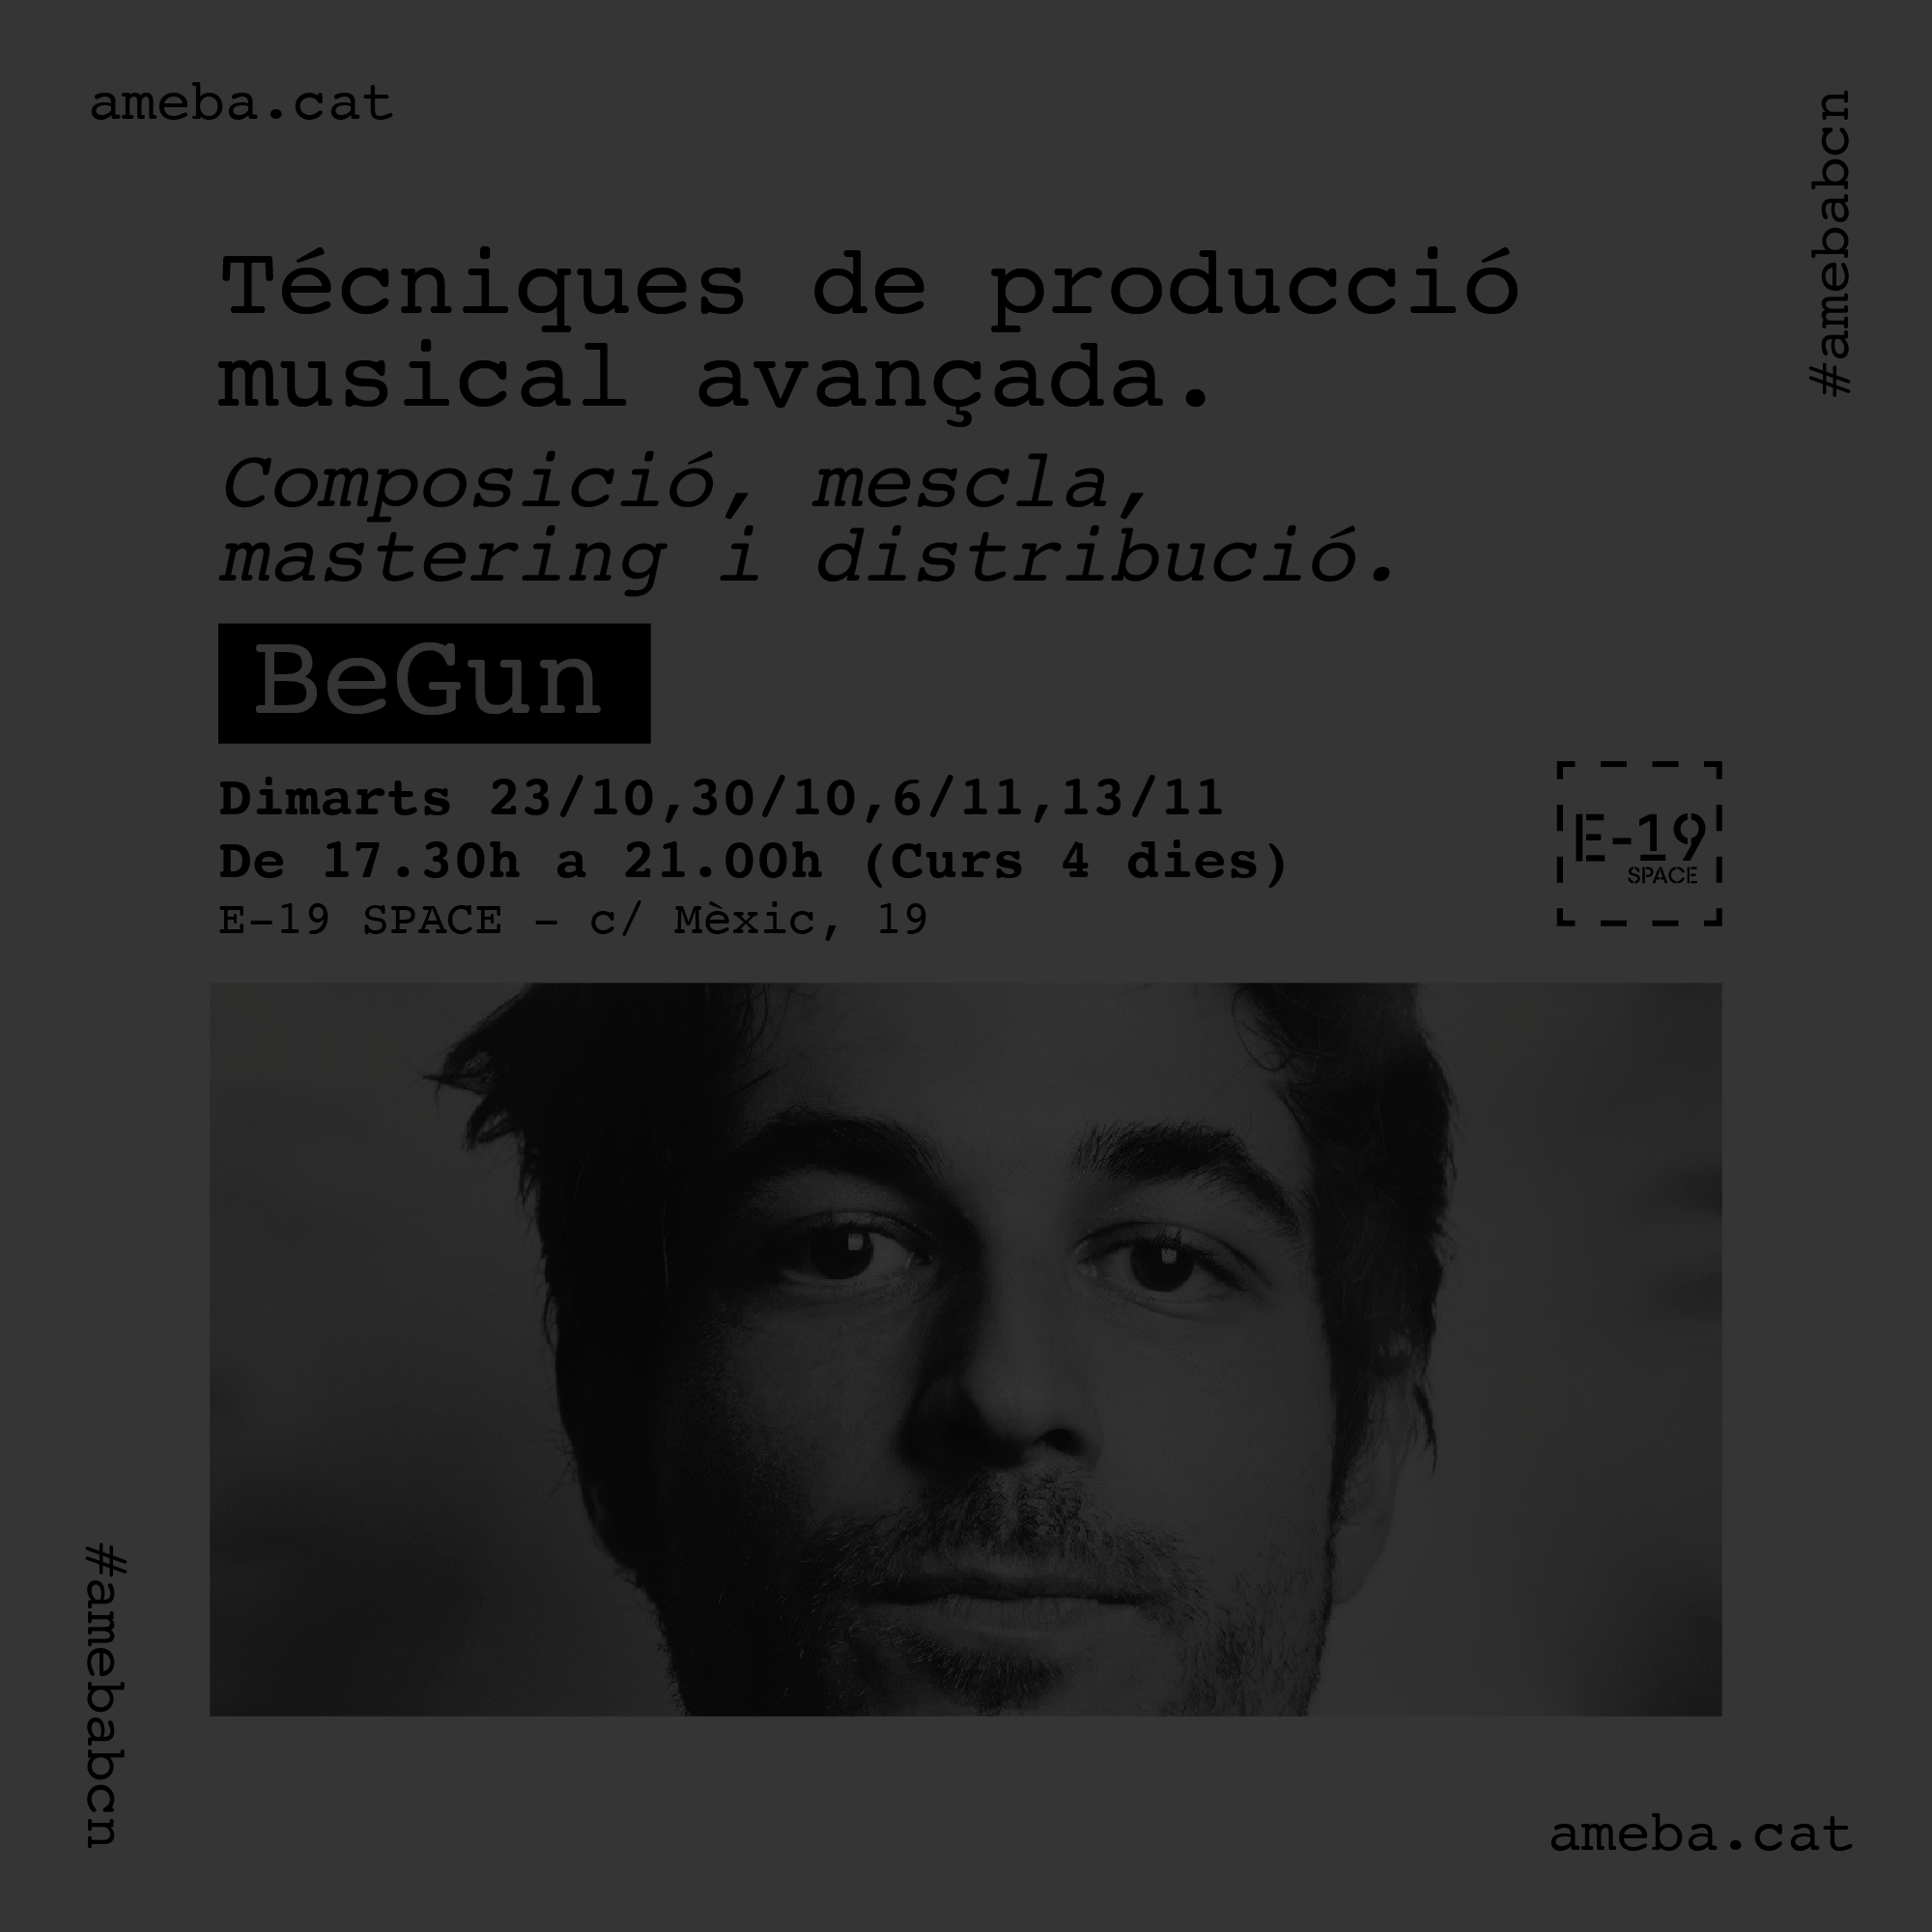 ameba.cat
#amebabcn
Técniques de producció
musical avançada.
Composició, mescla,
mastering i distribució.
BeGun
Dimarts 23/10,30/10,6/11,13/11
De 17.30h a 21.00h (Curs 4 dies)
E-19 SPACE - c/ Mèxic, 19
E-19
SPACE
#amebabcn
ameba.cat